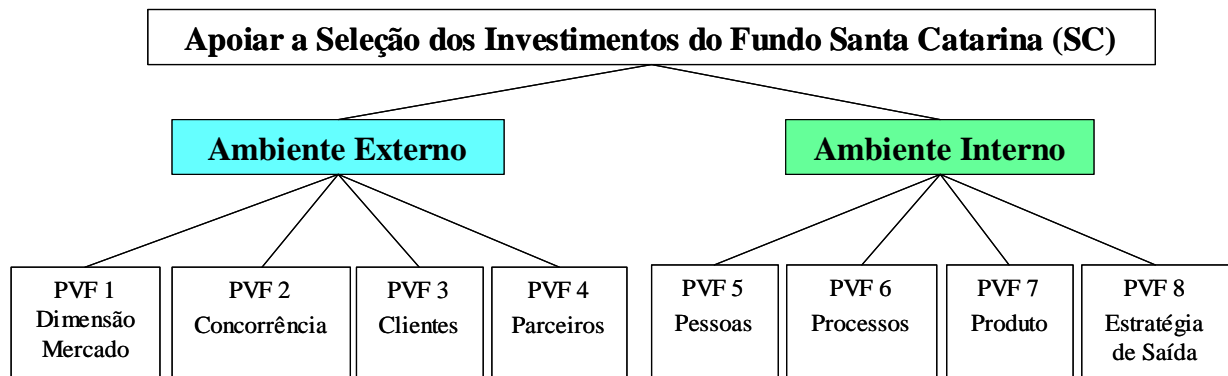 Apoiar a Seleção dos Investimentos do Fundo Santa Catarina (SC)
Ambiente Externo
Ambiente Interno
PVF 1
Dimensão
Mercado
PVF 2
Concorrência
PVF 3
Clientes
PVF 4
Parceiros
PVF 5
Pessoas
PVF 6
Processos
PVF 7
Produto
PVF 8
Estratégia
de Saída